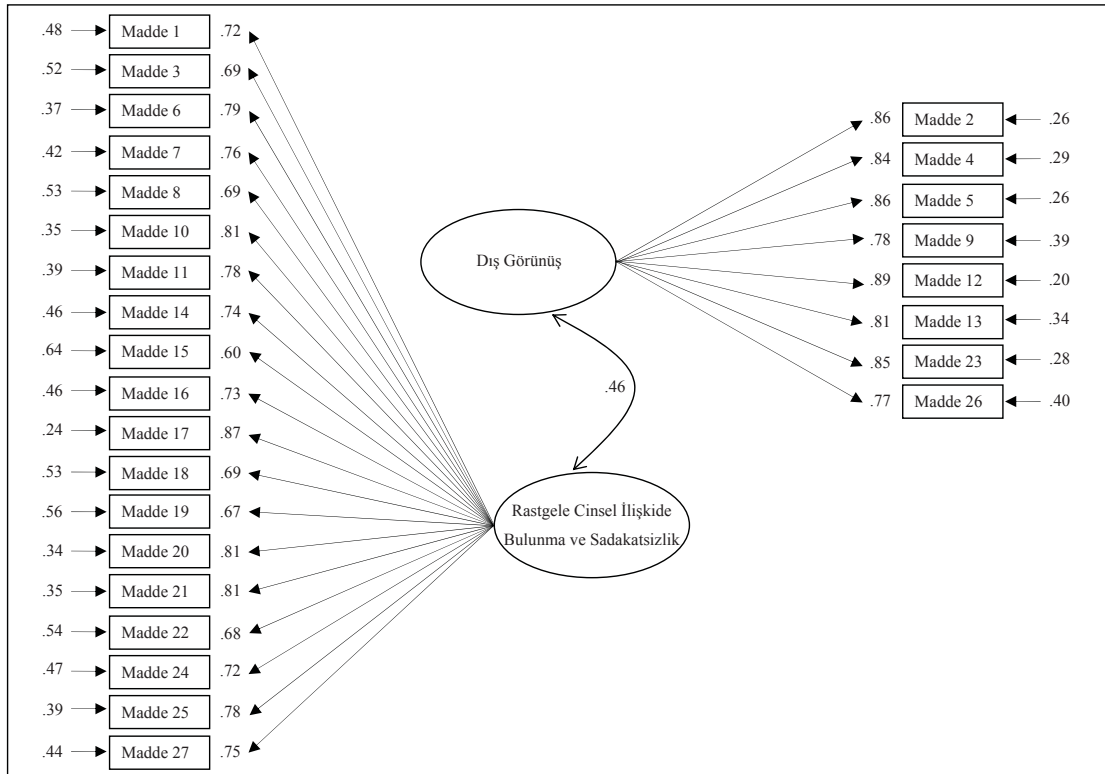 .48 Madde 1 .72
.52 Madde 3 .69
.37 Madde 6 .79
.42 Madde 7 .76
.53 Madde 8 .69
.35 Madde 10 .81
.39 Madde 11 .78
.46 Madde 14 .74
.64 Madde 15 .60
.46 Madde 16 .73
.24 Madde 17 .87
.53 Madde 18 .69
.56 Madde 19 .67
.34 Madde 20 .81
.35 Madde 21 .81
.54 Madde 22 .68
.47 Madde 24 .72
.39 Madde 25 .78
.44 Madde 27 .75
Dış Görünüş
.46
Rastgele Cinsel İlişkide
Bulunma ve Sadakatsizlik
.86 Madde 2 .26
.84 Madde 4 .29
.86 Madde 5 .26
.78 Madde 9 .39
.89 Madde 12 .20
.81 Madde 13 .34
.85 Madde 23 .28
.77 Madde 26 .40